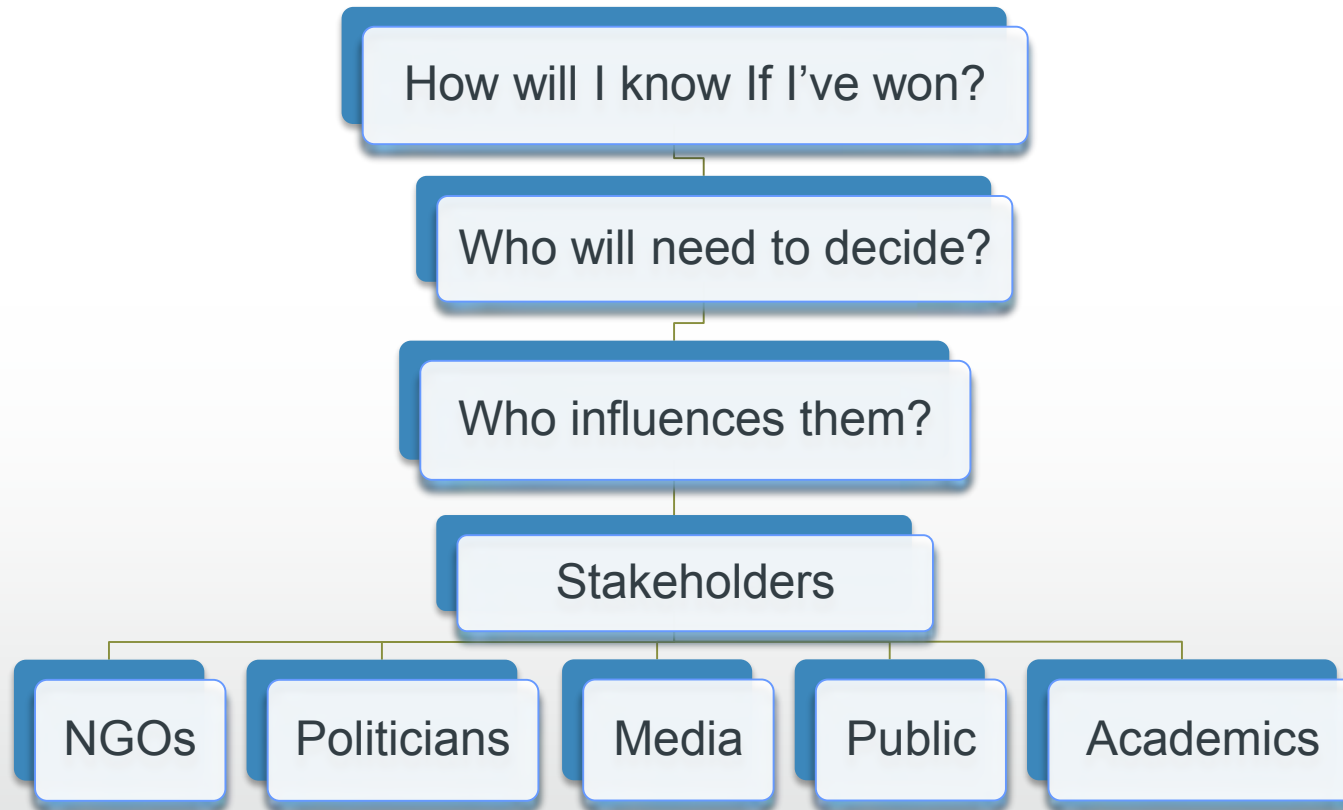 How will I know If I’ve won?
Who will need to decide?
Who influences them?
Stakeholders
NGOs
Politicians
Media
Public
Academics